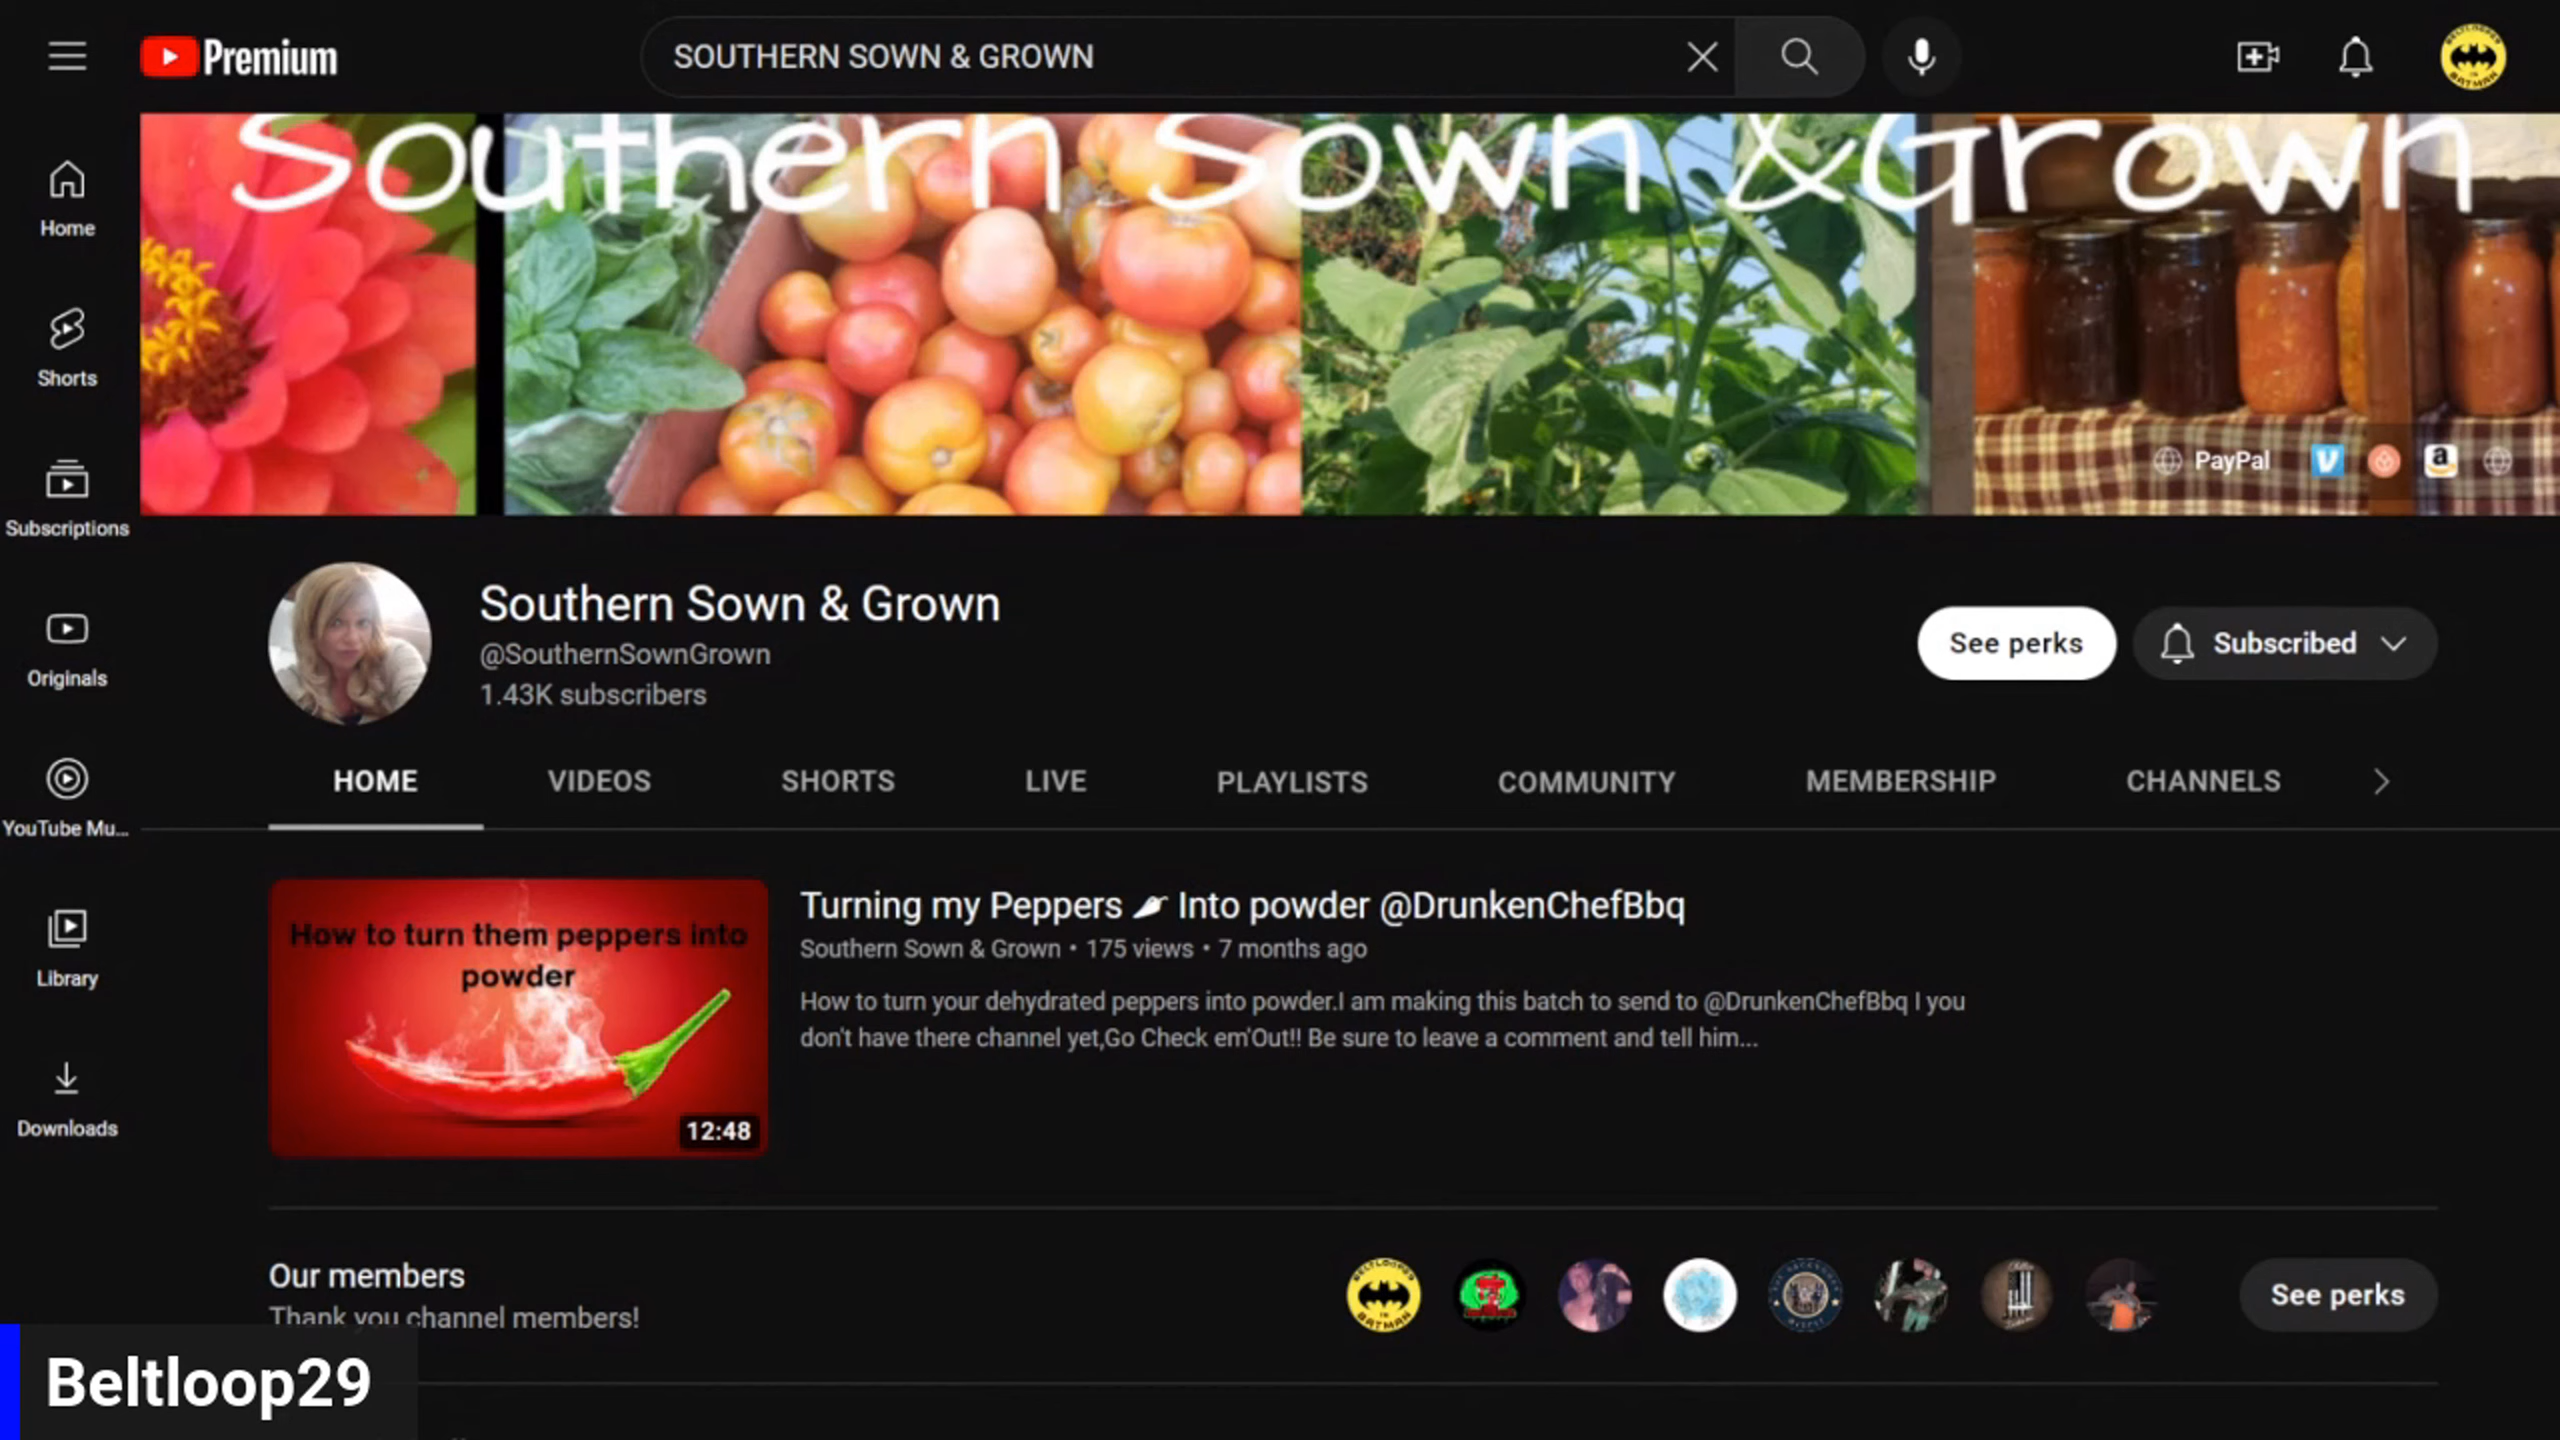 Premium
SOUTHERN SOWN & GROWN
Southern Sown &Grown
Home
Shorts
Subscriptions
Originals
YouTube Mu...
Library
Downloads
PayPal
Southern Sown & Grown
@SouthernSownGrown
1.43K subscribers
See perks
Subscribed
HOME
VIDEOS
SHORTS
LIVE
PLAYLISTS
COMMUNITY
MEMBERSHIP
CHANNELS
How to turn them peppers into
powder
12:48
Turning my Peppers 🌶 Into powder @DrunkenChefBbq
Southern Sown & Grown • 175 views • 7 months ago
How to turn your dehydrated peppers into powder.I am making this batch to send to @DrunkenChefBbq I you
don't have there channel yet,Go Check em'Out!! Be sure to leave a comment and tell him...
Our members
Thank you channel members!
BELTLOOP29
IN
BATMAN
See perks
Beltloop29